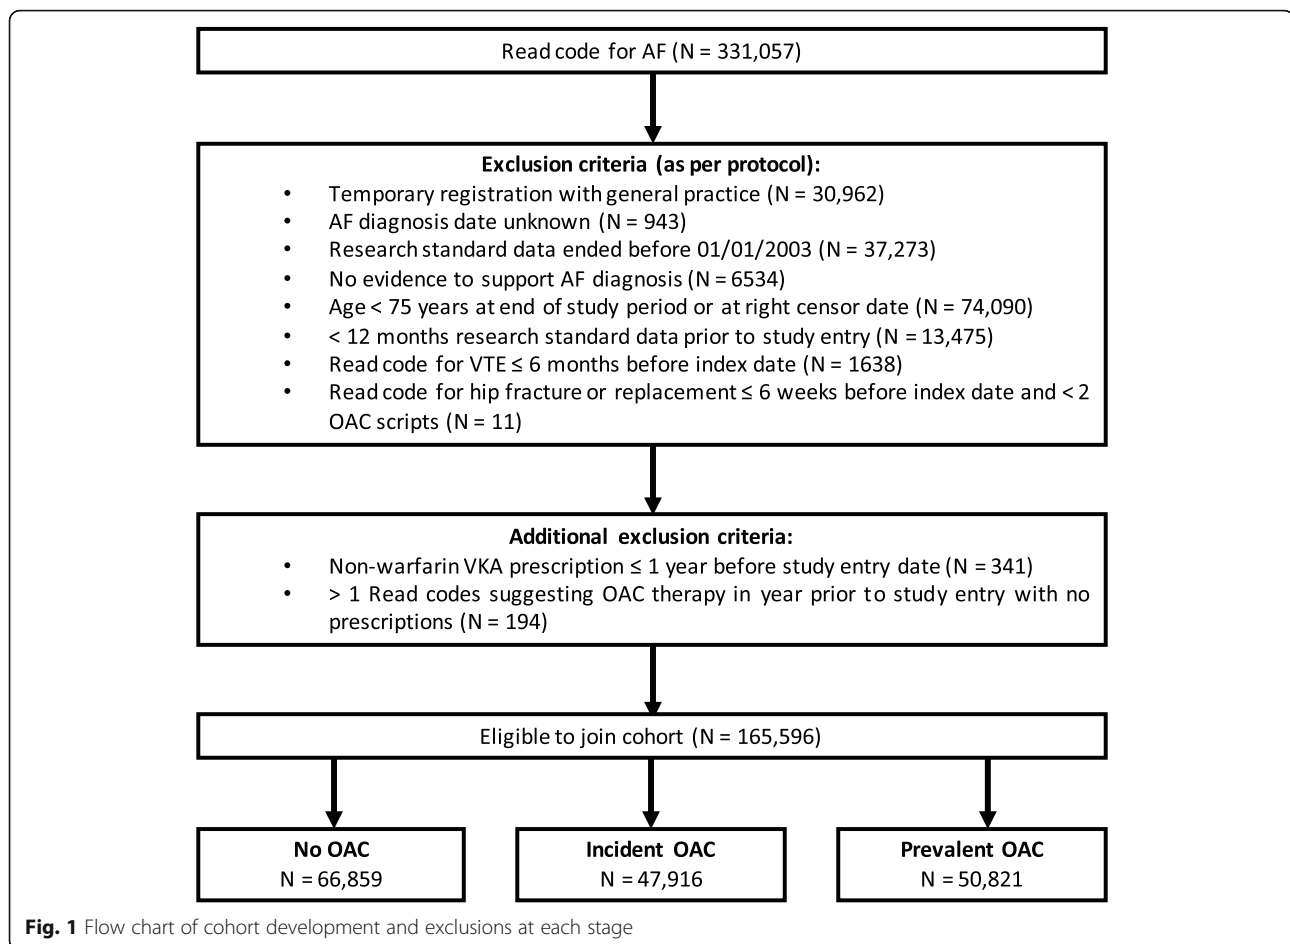 Read code for AF (N = 331,057)
Exclusion criteria (as per protocol):
• Temporary registration with general practice (N = 30,962)
• AF diagnosis date unknown (N = 943)
• Research standard data ended before 01/01/2003 (N = 37,273)
• No evidence to support AF diagnosis (N = 6534)
• Age < 75 years at end of study period or at right censor date (N = 74,090)
• < 12 months research standard data prior to study entry (N = 13,475)
• Read code for VTE ≤ 6 months before index date (N = 1638)
• Read code for hip fracture or replacement ≤ 6 weeks before index date and < 2
OAC scripts (N = 11)
Additional exclusion criteria:
• Non-warfarin VKA prescription ≤ 1 year before study entry date (N = 341)
• > 1 Read codes suggesting OAC therapy in year prior to study entry with no
prescriptions (N = 194)
Eligible to join cohort (N = 165,596)
No OAC
N = 66,859
Incident OAC
N = 47,916
Prevalent OAC
N = 50,821
Fig. 1 Flow chart of cohort development and exclusions at each stage